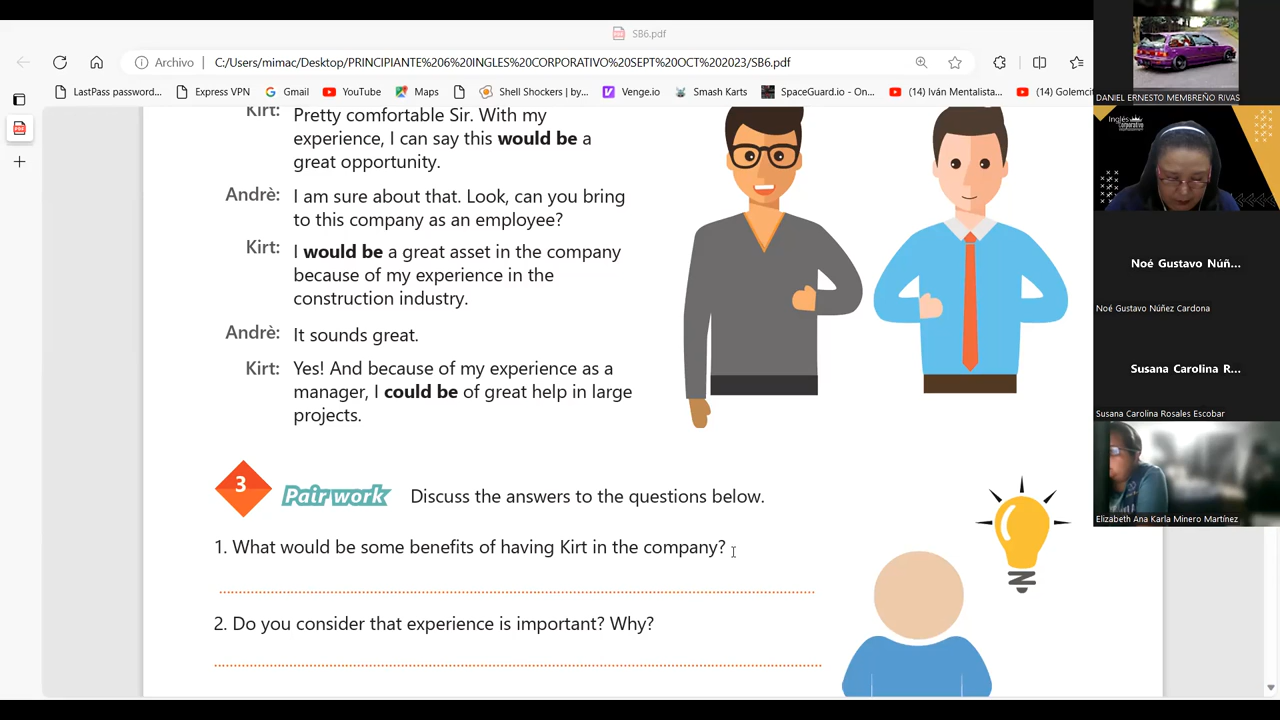 SB6.pdf
Archivo C:/Users/mimac/Desktop/PRINCIPIANTE%206%20INGLES%20CORPORATIVO%20SEPT%20OCT%202023/SB6.pdf
LastPass password... Express VPN Gmail YouTube Maps Shell Shockers | by... Venge.io Smash Karts SpaceGuard.io - On... (14) Iván Mentalista... (14) Golemcit
Kirt: Pretty comfortable Sir. With my
experience, I can say this would be a
great opportunity.
Andrè: I am sure about that. Look, can you bring
to this company as an employee?
Kirt: I would be a great asset in the company
because of my experience in the
construction industry.
Andrè: It sounds great.
Kirt: Yes! And because of my experience as a
manager, I could be of great help in large
projects.
3 Pair work Discuss the answers to the questions below.
1. What would be some benefits of having Kirt in the company?
2. Do you consider that experience is important? Why?
DANIEL ERNESTO MEMBREÑO RIVAS
Inglés
Corporativo
Noé Gustavo Núñ...
Noé Gustavo Núñez Cardona
Susana Carolina R...
Susana Carolina Rosales Escobar
Elizabeth Ana Karla Minero Martínez